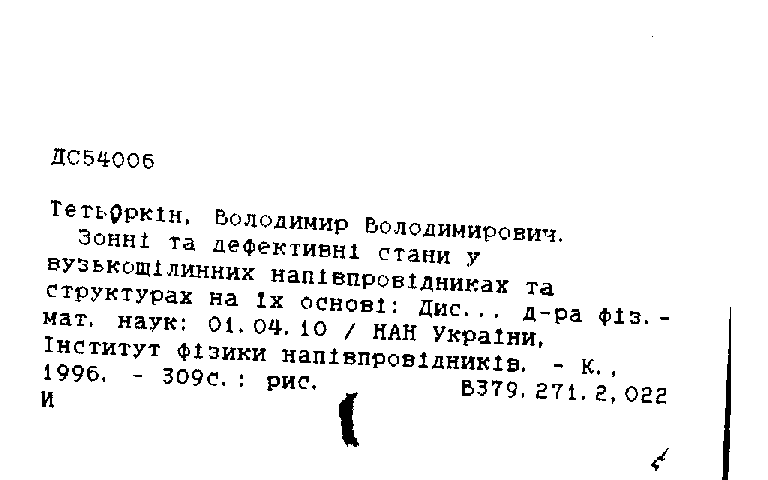 ДС54006
Тетьоркін, Володимир Володимирович.
Зонні та дефективні стани у
вузькощілинних напівпровідниках та
структурах на їх основі: Дис... д-ра фіз.-
мат. наук: 01.04.10 / НАН України,
Інститут фізики напівпровідників. - К.,
1996. - 309с.: рис. В379.271.2,022
И